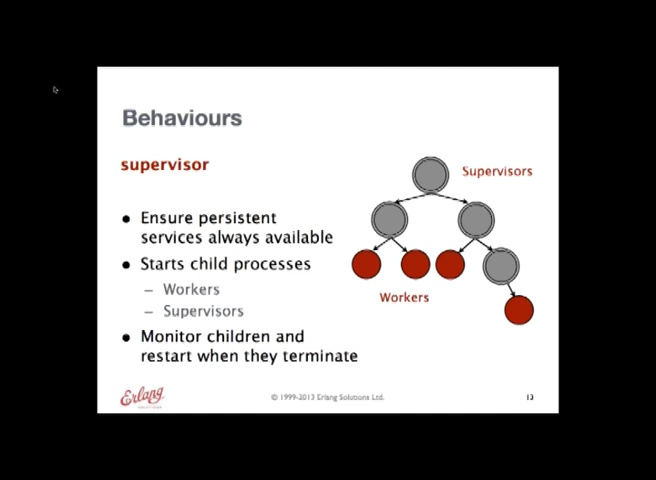 Behaviours
supervisor
Supervisors
● Ensure persistent
services always available
● Starts child processes
– Workers
– Supervisors
● Monitor children and
restart when they terminate
Workers
Erlang
SOLUTIONS
© 1999-2013 Erlang Solutions Ltd.
13